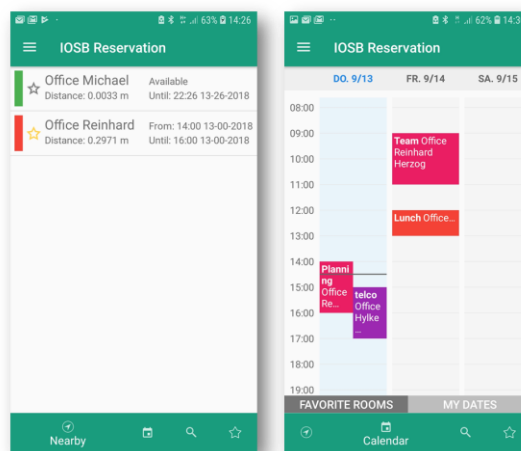 63% 14:26
IOSB Reservation
Office Michael
Distance: 0.0033 m
Available
Until: 22:26 13-26-2018
Office Reinhard
Distance: 0.2971 m
From: 14:00 13-00-2018
Until: 16:00 13-00-2018
Nearby
62% 14:3
IOSB Reservation
DO. 9/13 FR. 9/14 SA. 9/15
08:00
09:00
10:00
11:00
12:00
13:00
14:00
15:00
16:00
17:00
18:00
19:00
Team Office
Reinhard
Herzog
Lunch Office...
Planni
ng
Office
Re...
telco
Office
Hylke
...
FAVORITE ROOMS MY DATES
Calendar